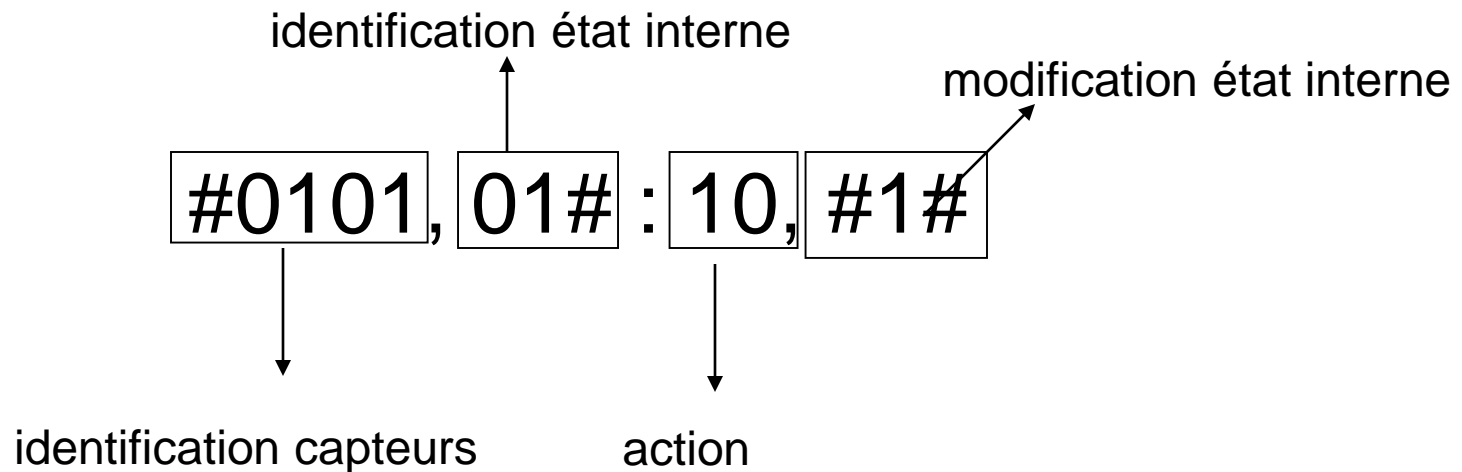 identification état interne
modification état interne
#0101, 01# : 10, #1#
identification capteurs
action